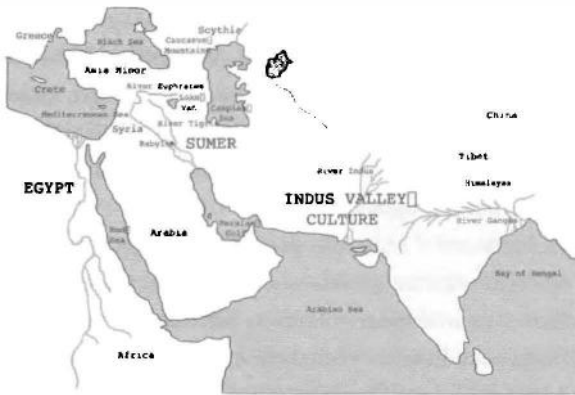 Scythia
Greece
Black Sea
Caucasus
Mountains
Asia Minor
River Euphrates
Crete
Lake
Van
Caspian
Sea
Mediterranean Sea
Syria
River Tigris
Babylon
SUMER
China
Tibet
Himalayas
River Indus
EGYPT
INDUS VALLEY
CULTURE
River Ganges
Red
Sea
Arabia
Persian
Gulf
Bay of Bengal
Arabian Sea
Africa